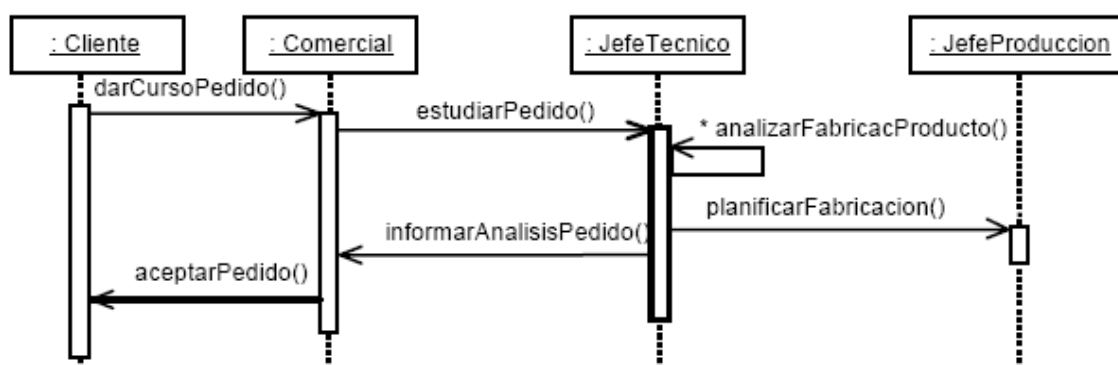 : Cliente
: Comercial
: JefeTecnico
: JefeProduccion
darCursoPedido()
estudiarPedido()
* analizarFabricacProducto()
planificarFabricacion()
informarAnalisisPedido()
aceptarPedido()